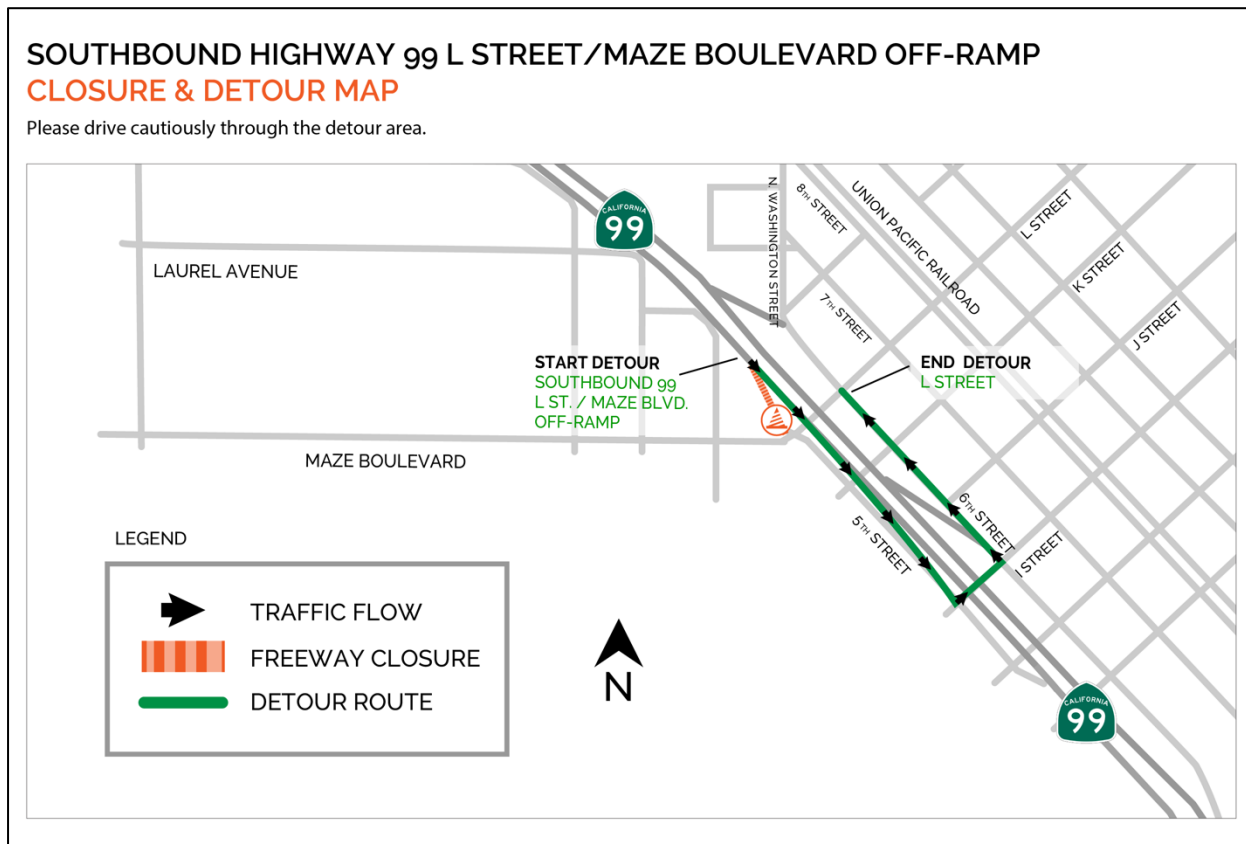 SOUTHBOUND HIGHWAY 99 L STREET/MAZE BOULEVARD OFF-RAMP
CLOSURE & DETOUR MAP
Please drive cautiously through the detour area.
CALIFORNIA
99
N. WASHINGTON STREET
8TH STREET
UNION PACIFIC RAILROAD
L STREET
K STREET
J STREET
LAUREL AVENUE
7TH STREET
START DETOUR
SOUTHBOUND 99
L ST. / MAZE BLVD.
OFF-RAMP
END DETOUR
L STREET
MAZE BOULEVARD
5TH STREET
6TH STREET
I STREET
LEGEND
TRAFFIC FLOW
FREEWAY CLOSURE
DETOUR ROUTE
N
CALIFORNIA
99